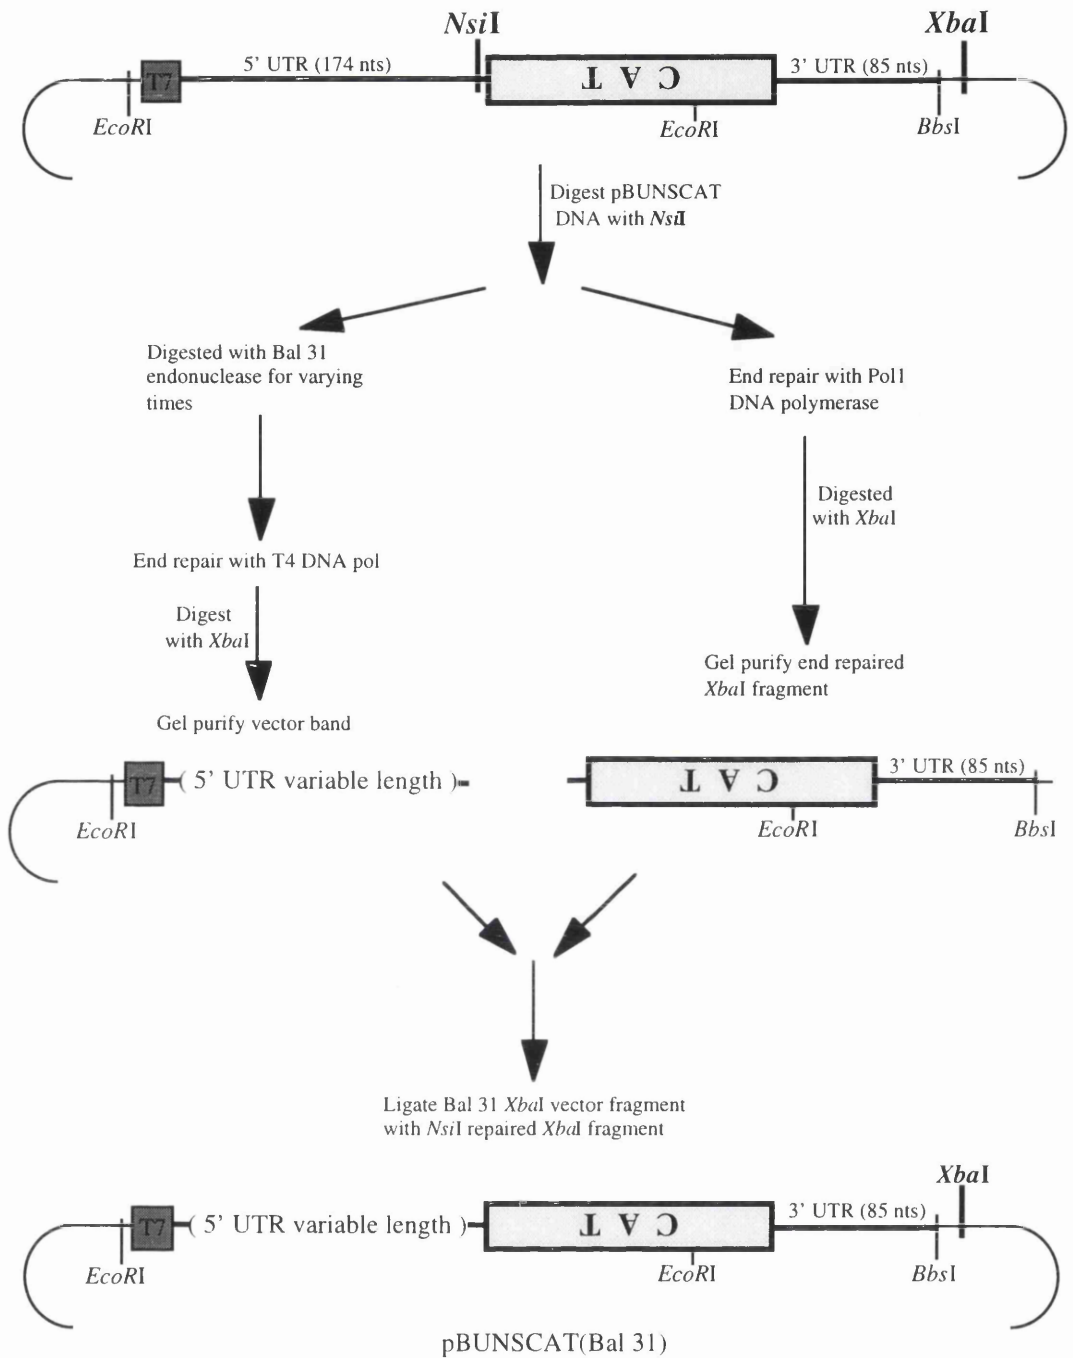 NsiI
XbaI
T7
5' UTR (174 nts)
CAT
3' UTR (85 nts)
EcoRI
EcoRI
BbsI
Digest pBUNSCAT
DNA with NsiI
Digested with Bal 31
endonuclease for varying
times
End repair with Pol1
DNA polymerase
Digested
with XbaI
End repair with T4 DNA pol
Digest
with XbaI
Gel purify end repaired
XbaI fragment
Gel purify vector band
T7
( 5' UTR variable length )
CAT
3' UTR (85 nts)
EcoRI
EcoRI
BbsI
Ligate Bal 31 XbaI vector fragment
with NsiI repaired XbaI fragment
XbaI
T7
( 5' UTR variable length )
CAT
3' UTR (85 nts)
EcoRI
EcoRI
BbsI
pBUNSCAT(Bal 31)